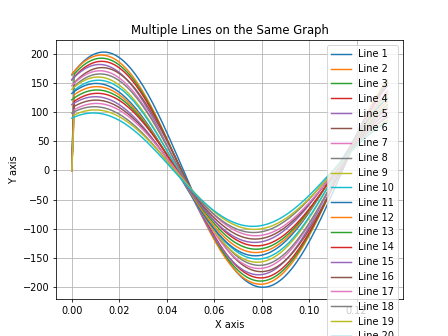 Multiple Lines on the Same Graph
Y axis
200
150
100
50
0
−50
−100
−150
−200
0.00
0.02
0.04
0.06
0.08
0.10
X axis
Line 1
Line 2
Line 3
Line 4
Line 5
Line 6
Line 7
Line 8
Line 9
Line 10
Line 11
Line 12
Line 13
Line 14
Line 15
Line 16
Line 17
Line 18
Line 19
Line 20